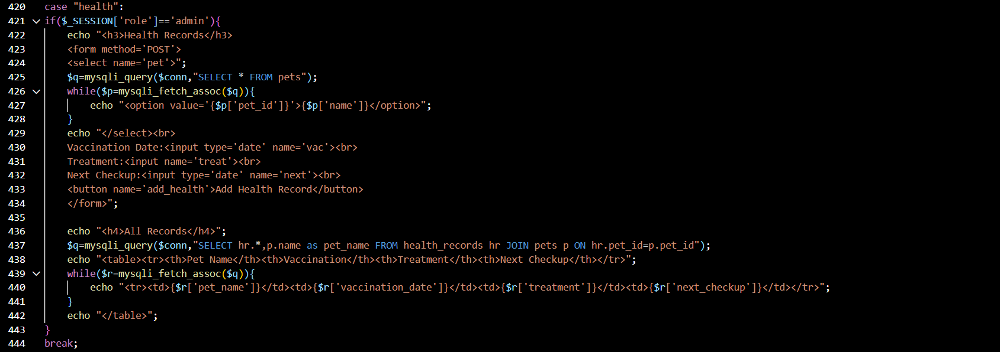 420 case "health":
421 if($_SESSION['role']=='admin'){
422 echo "<h3>Health Records</h3>
423 <form method='POST'>
424 <select name='pet'>";
425 $q=mysqli_query($conn,"SELECT * FROM pets");
426 while($p=mysqli_fetch_assoc($q)){
427 echo "<option value='{$p['pet_id']}'>{$p['name']}</option>";
428 }
429 echo "</select><br>
430 Vaccination Date:<input type='date' name='vac'><br>
431 Treatment:<input name='treat'><br>
432 Next Checkup:<input type='date' name='next'><br>
433 <button name='add_health'>Add Health Record</button>
434 </form>";
435
436 echo "<h4>All Records</h4>";
437 $q=mysqli_query($conn,"SELECT hr.*,p.name as pet_name FROM health_records hr JOIN pets p ON hr.pet_id=p.pet_id");
438 echo "<table><tr><th>Pet Name</th><th>Vaccination</th><th>Treatment</th><th>Next Checkup</th></tr>";
439 while($r=mysqli_fetch_assoc($q)){
440 echo "<tr><td>{$r['pet_name']}</td><td>{$r['vaccination_date']}</td><td>{$r['treatment']}</td><td>{$r['next_checkup']}</td></tr>";
441 }
442 echo "</table>";
443 }
444 break;